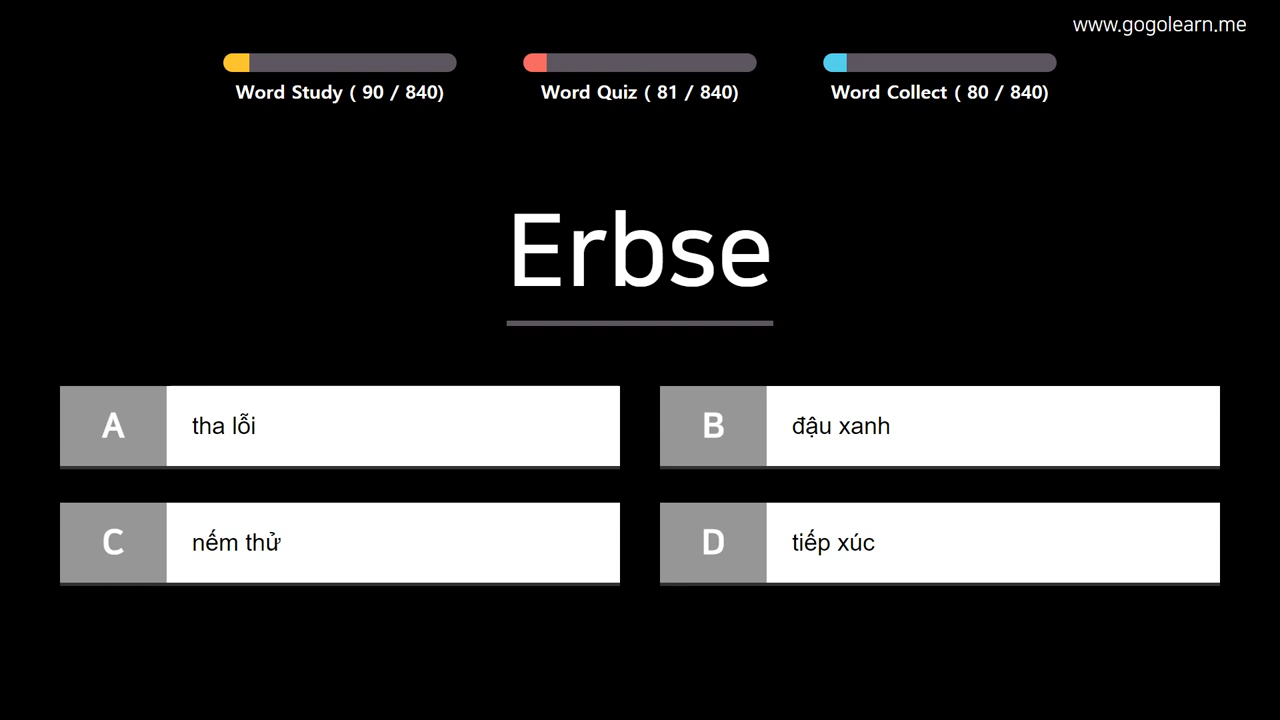 www.gogolearn.me
Word Study ( 90 / 840)
Word Quiz ( 81 / 840)
Word Collect ( 80 / 840)
Erbse
A
tha lỗi
B
đậu xanh
C
nếm thử
D
tiếp xúc